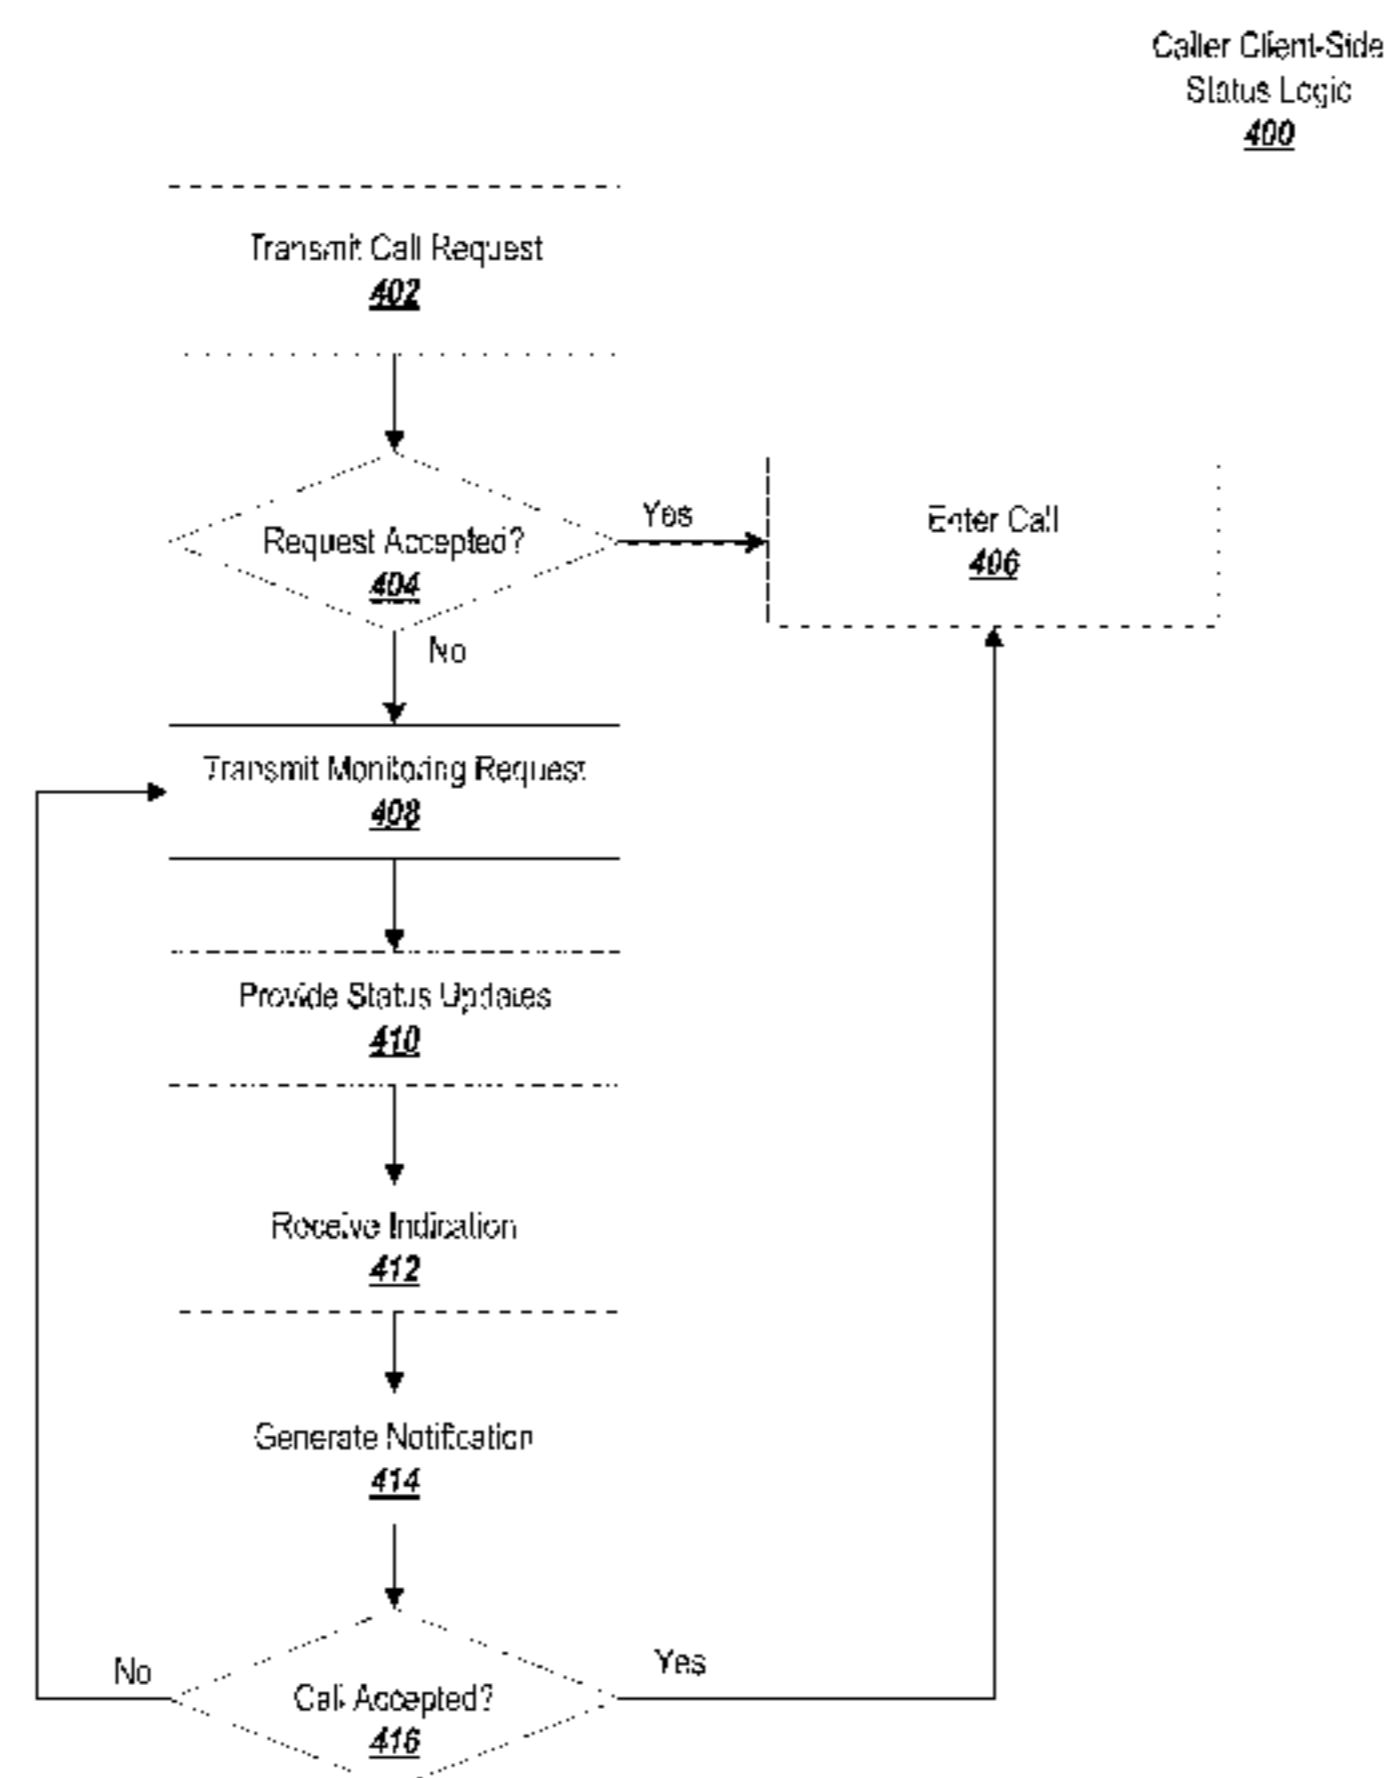 Caller Client-Side
Status Logic
400
Transmit Call Request
402
Request Accepted?
404
Yes
Enter Call
406
No
Transmit Monitoring Request
408
Provide Status Updates
410
Receive Indication
412
Generate Notification
414
No
Call Accepted?
416
Yes